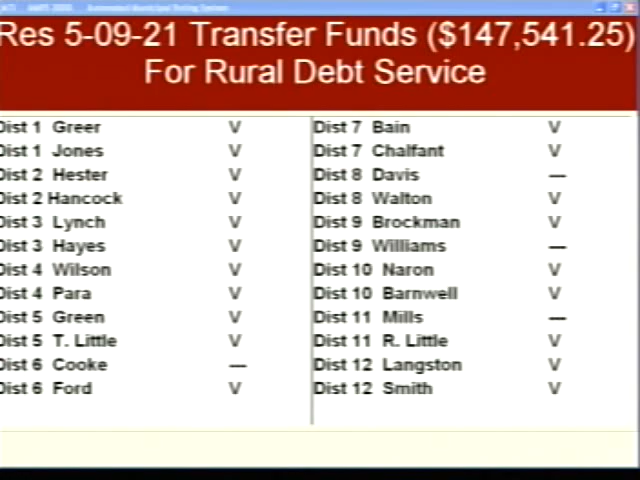 Automated Municipal Voting System
Res 5-09-21 Transfer Funds ($147,541.25)
For Rural Debt Service
Dist 1 Greer V
Dist 1 Jones V
Dist 2 Hester V
Dist 2 Hancock V
Dist 3 Lynch V
Dist 3 Hayes V
Dist 4 Wilson V
Dist 4 Para V
Dist 5 Green V
Dist 5 T. Little V
Dist 6 Cooke —
Dist 6 Ford V
Dist 7 Bain V
Dist 7 Chalfant V
Dist 8 Davis —
Dist 8 Walton V
Dist 9 Brockman V
Dist 9 Williams —
Dist 10 Naron V
Dist 10 Barnwell V
Dist 11 Mills —
Dist 11 R. Little V
Dist 12 Langston V
Dist 12 Smith V